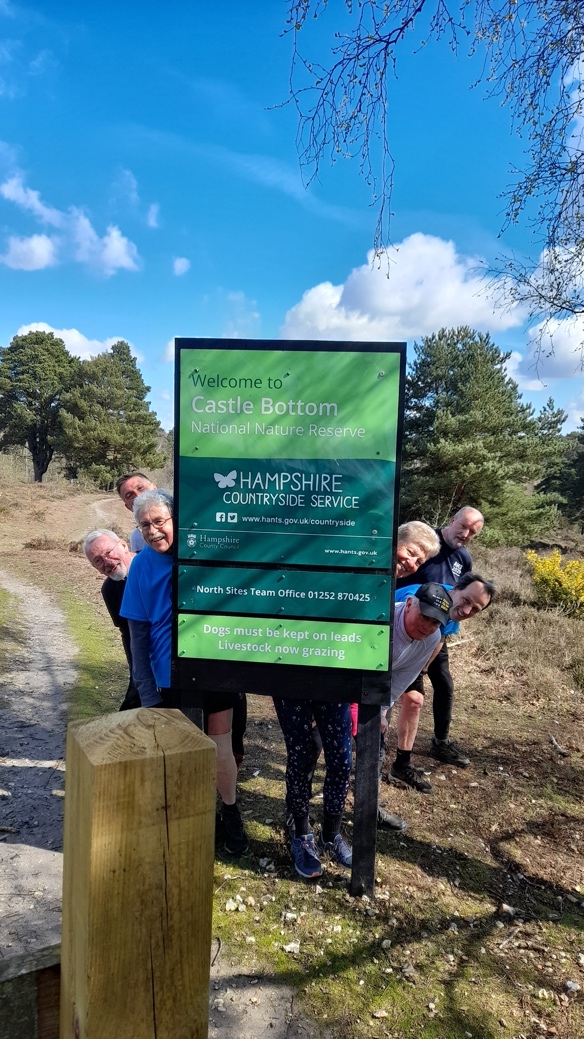 Welcome to
Castle Bottom
National Nature Reserve
HAMPSHIRE
COUNTRYSIDE SERVICE
www.hants.gov.uk/countryside
Hampshire
County Council
www.hants.gov.uk
North Sites Team Office 01252 870425
Dogs must be kept on leads
Livestock now grazing